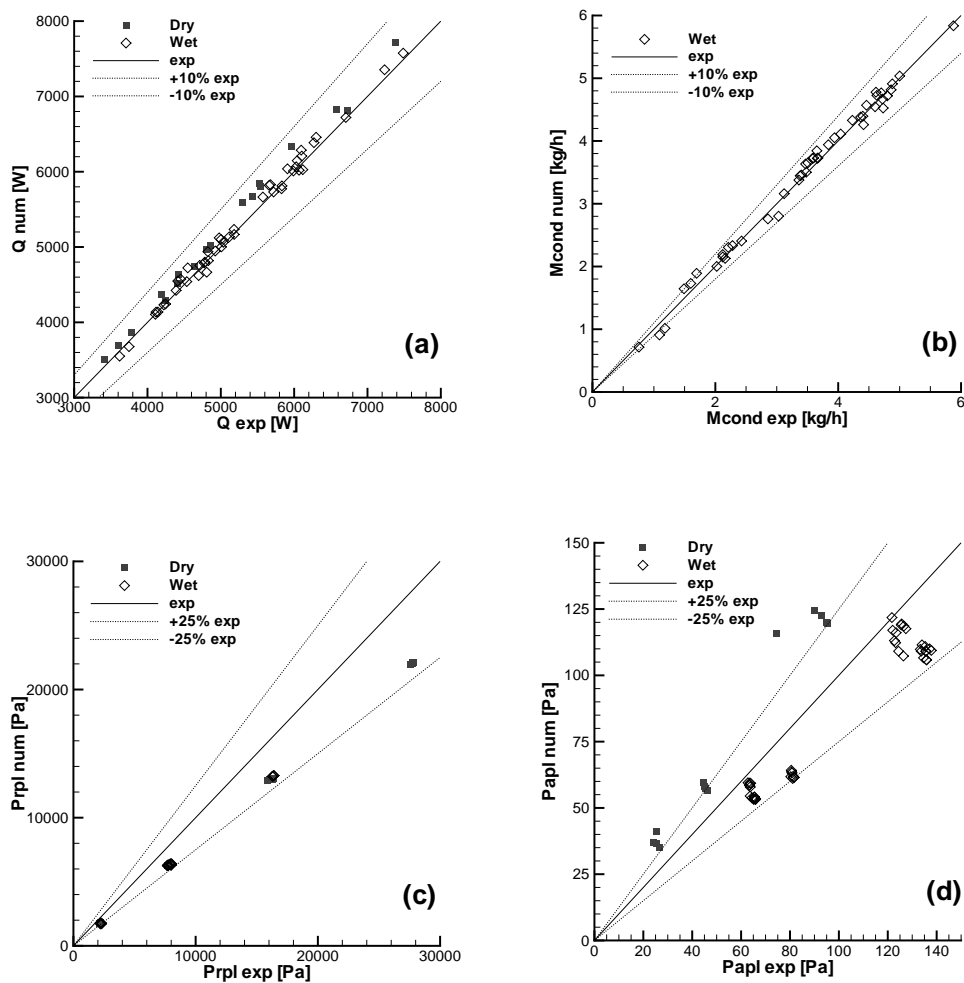 8000
7000
6000
5000
4000
3000
Q num [W]
Dry
Wet
exp
+10% exp
-10% exp
(a)
3000 4000 5000 6000 7000 8000
Q exp [W]
6
5
4
3
2
1
0
Mcond num [kg/h]
Wet
exp
+10% exp
-10% exp
(b)
0 2 4 6
Mcond exp [kg/h]
30000
20000
10000
0
Prpl num [Pa]
Dry
Wet
exp
+25% exp
-25% exp
(c)
0 10000 20000 30000
Prpl exp [Pa]
150
125
100
75
50
25
0
Papl num [Pa]
Dry
Wet
exp
+25% exp
-25% exp
(d)
0 20 40 60 80 100 120 140
Papl exp [Pa]